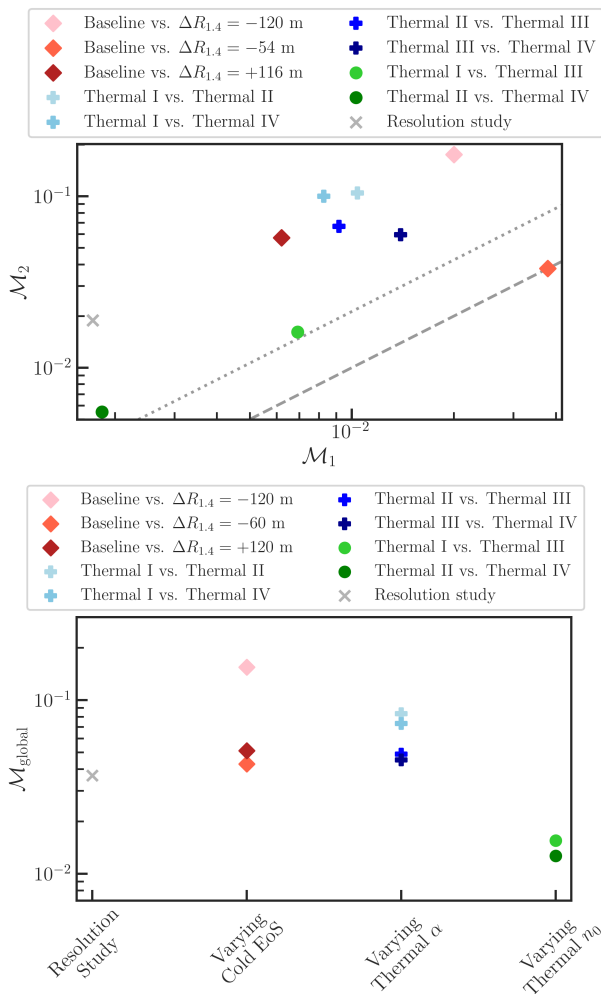 Baseline vs. ΔR₁.₄ = −120 m
Baseline vs. ΔR₁.₄ = −54 m
Baseline vs. ΔR₁.₄ = +116 m
Thermal I vs. Thermal II
Thermal I vs. Thermal IV
Thermal II vs. Thermal III
Thermal III vs. Thermal IV
Thermal I vs. Thermal III
Thermal II vs. Thermal IV
Resolution study
10⁻¹
10⁻²
ℳ₂
10⁻²
ℳ₁
Baseline vs. ΔR₁.₄ = −120 m
Baseline vs. ΔR₁.₄ = −60 m
Baseline vs. ΔR₁.₄ = +120 m
Thermal I vs. Thermal II
Thermal I vs. Thermal IV
Thermal II vs. Thermal III
Thermal III vs. Thermal IV
Thermal I vs. Thermal III
Thermal II vs. Thermal IV
Resolution study
10⁻¹
10⁻²
ℳ_global
Resolution
Study
Varying
Cold EoS
Varying
Thermal α
Varying
Thermal n₀